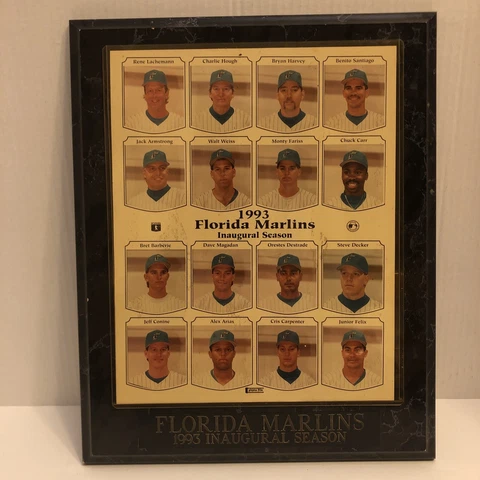 Rene Lachemann Charlie Hough Bryan Harvey Benito Santiago
Jack Armstrong Walt Weiss Monty Fariss Chuck Carr
1993
Florida Marlins
Inaugural Season
Bret Barberie Dave Magadan Orestes Destrade Steve Decker
Jeff Conine Alex Arias Cris Carpenter Junior Felix
FLORIDA MARLINS
1993 INAUGURAL SEASON